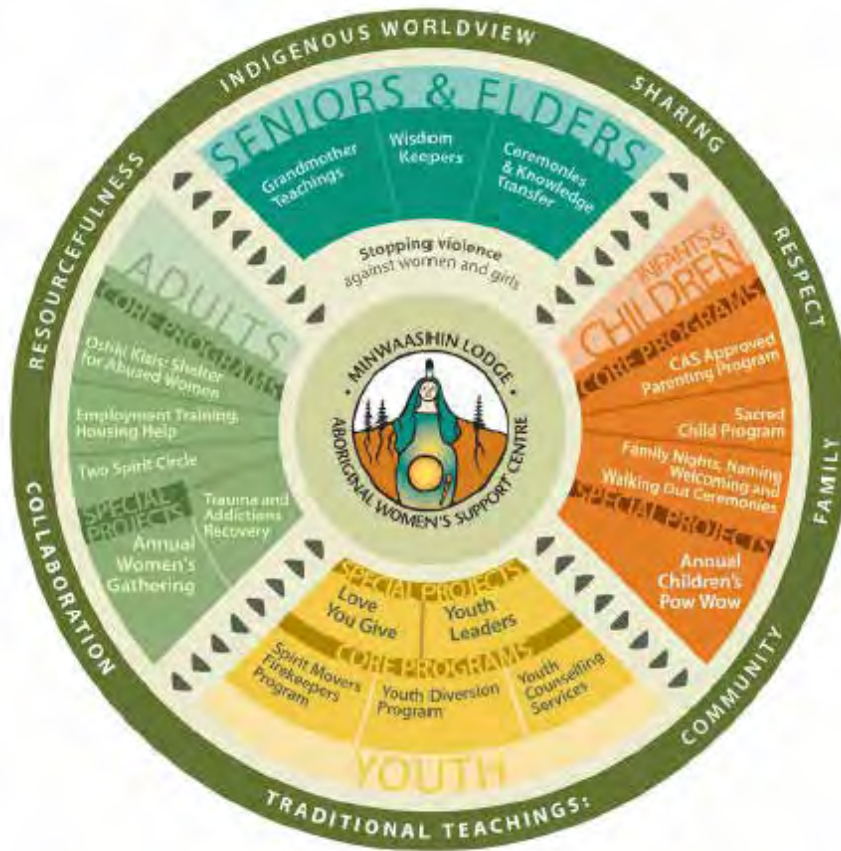 INDIGENOUS WORLDVIEW
SHARING
RESPECT
FAMILY
COMMUNITY
TRADITIONAL TEACHINGS:
COLLABORATION
RESOURCEFULNESS
SENIORS & ELDERS
Grandmother
Teachings
Wisdom
Keepers
Ceremonies
& Knowledge
Transfer
Stopping violence
against women and girls
INFANTS &
CHILDREN
CORE PROGRAMS
CAS Approved
Parenting Program
Sacred
Child Program
Family Nights, Naming
Welcoming and
Walking Out Ceremonies
SPECIAL PROJECTS
Annual
Children's
Pow Wow
SPECIAL PROJECTS
Love
You Give
Youth
Leaders
CORE PROGRAMS
Spirit Movers
Firekeepers
Program
Youth Diversion
Program
Youth
Counselling
Services
YOUTH
ADULTS
CORE PROGRAMS
Oshki Kizis: Shelter
for Abused Women
Employment Training,
Housing Help
Two Spirit Circle
Trauma and
Addictions
Recovery
SPECIAL
PROJECTS
Annual
Women's
Gathering
• MINWAASHIN LODGE •
ABORIGINAL WOMEN'S SUPPORT CENTRE